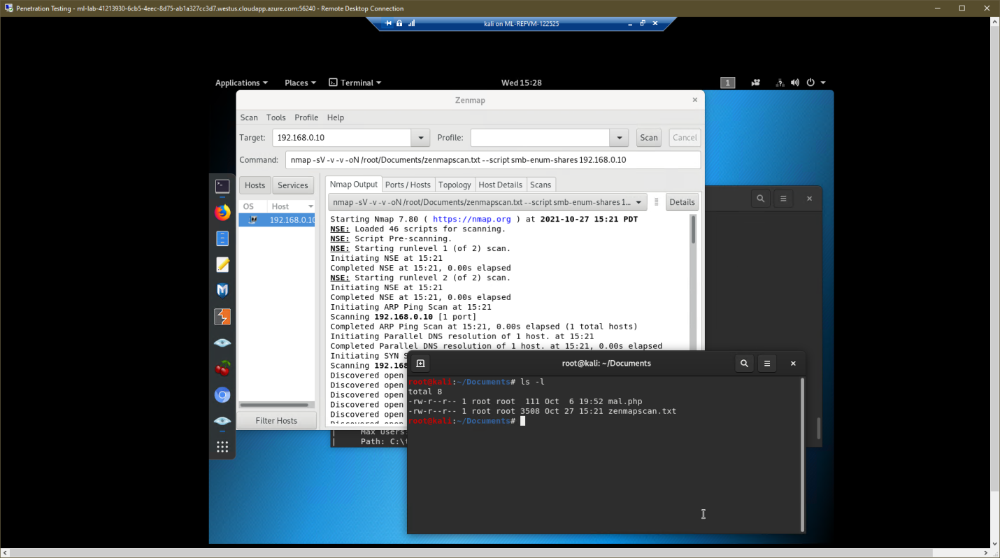 Penetration Testing - ml-lab-41213930-6cb5-4eec-8d75-ab1a327cc3d7.westus.cloudapp.azure.com:56240 - Remote Desktop Connection
kali on ML-REFVM-122525
Applications Places Terminal Wed 15:28 1
Zenmap
Scan Tools Profile Help
Target: 192.168.0.10 Profile: Scan Cancel
Command: nmap -sV -v -v -oN /root/Documents/zenmapscan.txt --script smb-enum-shares 192.168.0.10
Hosts Services
OS Host
192.168.0.10
Filter Hosts
Nmap Output Ports / Hosts Topology Host Details Scans
nmap -sV -v -v -oN /root/Documents/zenmapscan.txt --script smb-enum-shares 1... Details
Starting Nmap 7.80 ( https://nmap.org ) at 2021-10-27 15:21 PDT
NSE: Loaded 46 scripts for scanning.
NSE: Script Pre-scanning.
NSE: Starting runlevel 1 (of 2) scan.
Initiating NSE at 15:21
Completed NSE at 15:21, 0.00s elapsed
NSE: Starting runlevel 2 (of 2) scan.
Initiating NSE at 15:21
Completed NSE at 15:21, 0.00s elapsed
Initiating ARP Ping Scan at 15:21
Scanning 192.168.0.10 [1 port]
Completed ARP Ping Scan at 15:21, 0.00s elapsed (1 total hosts)
Initiating Parallel DNS resolution of 1 host. at 15:21
Completed Parallel DNS resolution of 1 host. at 15:21, 0.00s elapsed
Initiating SYN S
Scanning 192.168
Discovered open
Discovered open
Discovered open
Discovered open
Discovered open
Discovered open
| Max Users:
| Path: C:\
root@kali: ~/Documents
root@kali:~/Documents# ls -l
total 8
-rw-r--r-- 1 root root 111 Oct 6 19:52 mal.php
-rw-r--r-- 1 root root 3508 Oct 27 15:21 zenmapscan.txt
root@kali:~/Documents#